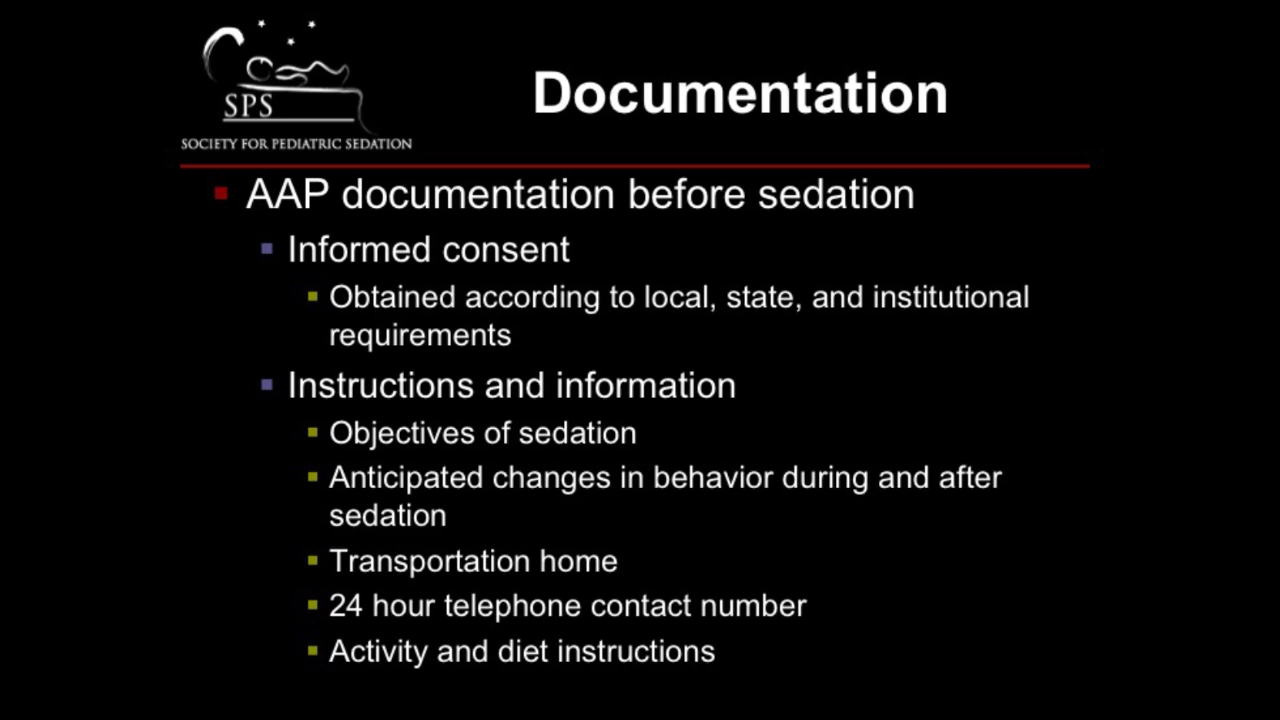 SPS
SOCIETY FOR PEDIATRIC SEDATION
Documentation
AAP documentation before sedation
Informed consent
Obtained according to local, state, and institutional
requirements
Instructions and information
Objectives of sedation
Anticipated changes in behavior during and after
sedation
Transportation home
24 hour telephone contact number
Activity and diet instructions